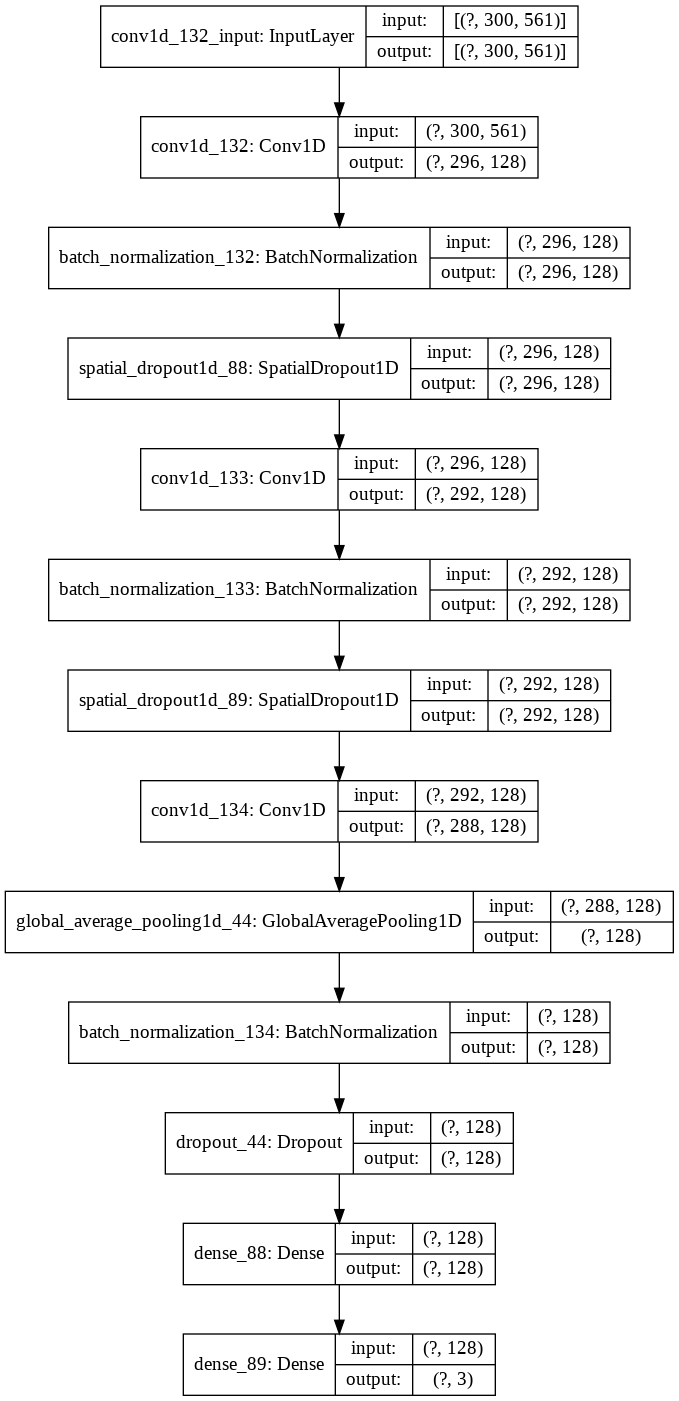 conv1d_132_input: InputLayer input: [(?, 300, 561)]
output: [(?, 300, 561)]
conv1d_132: Conv1D input: (?, 300, 561)
output: (?, 296, 128)
batch_normalization_132: BatchNormalization input: (?, 296, 128)
output: (?, 296, 128)
spatial_dropout1d_88: SpatialDropout1D input: (?, 296, 128)
output: (?, 296, 128)
conv1d_133: Conv1D input: (?, 296, 128)
output: (?, 292, 128)
batch_normalization_133: BatchNormalization input: (?, 292, 128)
output: (?, 292, 128)
spatial_dropout1d_89: SpatialDropout1D input: (?, 292, 128)
output: (?, 292, 128)
conv1d_134: Conv1D input: (?, 292, 128)
output: (?, 288, 128)
global_average_pooling1d_44: GlobalAveragePooling1D input: (?, 288, 128)
output: (?, 128)
batch_normalization_134: BatchNormalization input: (?, 128)
output: (?, 128)
dropout_44: Dropout input: (?, 128)
output: (?, 128)
dense_88: Dense input: (?, 128)
output: (?, 128)
dense_89: Dense input: (?, 128)
output: (?, 3)